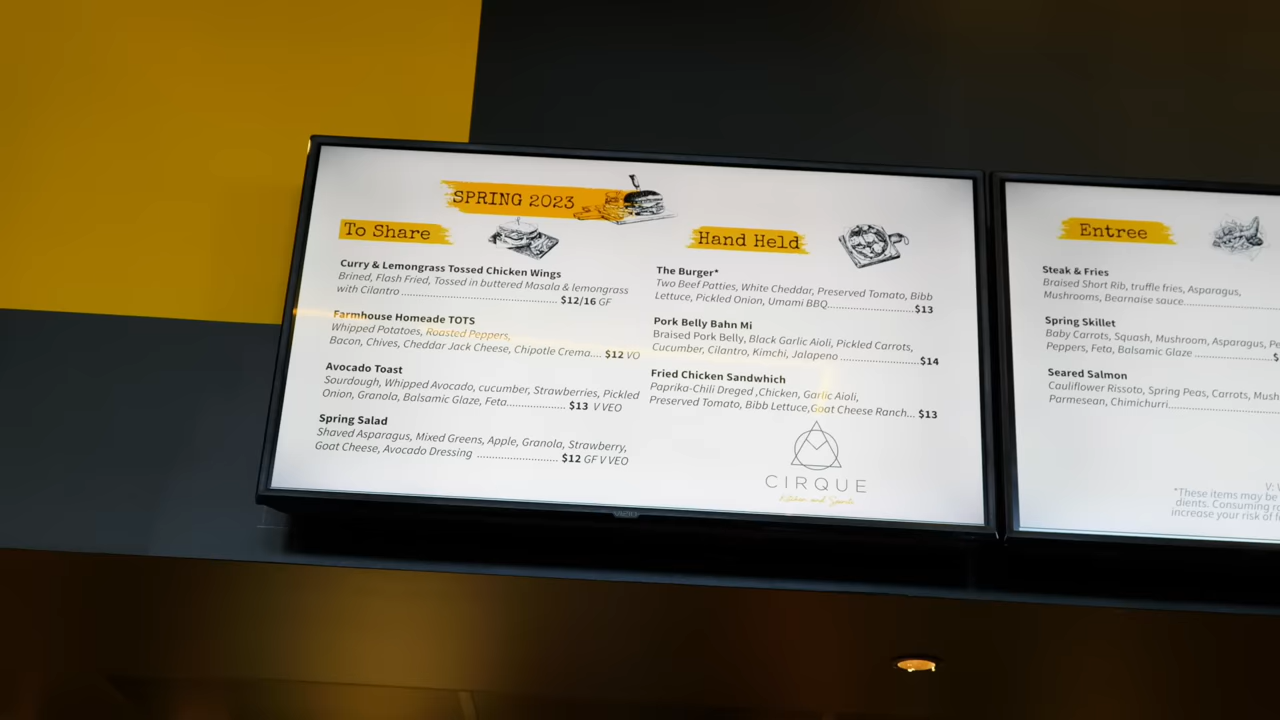 SPRING 2023
To Share
Curry & Lemongrass Tossed Chicken Wings
Brined, Flash Fried, Tossed in buttered Masala & lemongrass
with Cilantro ................................................. $12/16 GF
Farmhouse Homeade TOTS
Whipped Potatoes, Roasted Peppers,
Bacon, Chives, Cheddar Jack Cheese, Chipotle Crema.... $12 VO
Avocado Toast
Sourdough, Whipped Avocado, cucumber, Strawberries, Pickled
Onion, Granola, Balsamic Glaze, Feta.................... $13 V VEO
Spring Salad
Shaved Asparagus, Mixed Greens, Apple, Granola, Strawberry,
Goat Cheese, Avocado Dressing ........................... $12 GF V VEO
Hand Held
The Burger*
Two Beef Patties, White Cheddar, Preserved Tomato, Bibb
Lettuce, Pickled Onion, Umami BBQ.............................$13
Pork Belly Bahn Mi
Braised Pork Belly, Black Garlic Aioli, Pickled Carrots,
Cucumber, Cilantro, Kimchi, Jalapeno ...........................$14
Fried Chicken Sandwhich
Paprika-Chili Dreged ,Chicken, Garlic Aioli,
Preserved Tomato, Bibb Lettuce,Goat Cheese Ranch... $13
CIRQUE
Kitchen and Spirits
Entree
Steak & Fries
Braised Short Rib, truffle fries, Asparagus,
Mushrooms, Bearnaise sauce..............................
Spring Skillet
Baby Carrots, Squash, Mushroom, Asparagus,
Peppers, Feta, Balsamic Glaze ........................... $
Seared Salmon
Cauliflower Rissoto, Spring Peas, Carrots,
Parmesean, Chimichurri...................................
V:
*These items may be
dients. Consuming
increase your risk of